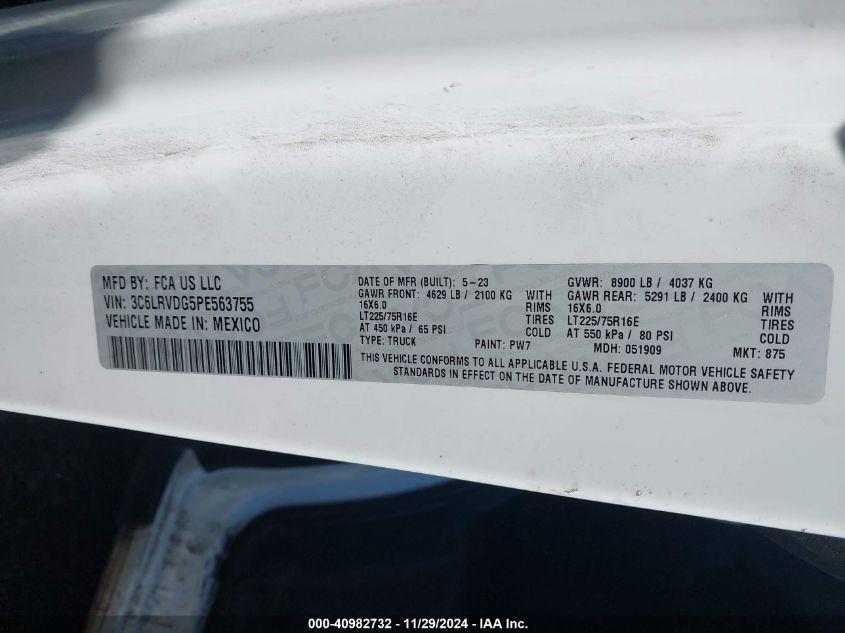 MFD BY: FCA US LLC
VIN: 3C6LRVDG5PE563755
VEHICLE MADE IN: MEXICO
DATE OF MFR (BUILT): 5-23
GAWR FRONT: 4629 LB / 2100 KG WITH
16X6.0 RIMS
LT225/75R16E TIRES
AT 450 kPa / 65 PSI COLD
TYPE: TRUCK PAINT: PW7
GVWR: 8900 LB / 4037 KG
GAWR REAR: 5291 LB / 2400 KG WITH
16X6.0 RIMS
LT225/75R16E TIRES
AT 550 kPa / 80 PSI COLD
MDH: 051909 MKT: 875
THIS VEHICLE CONFORMS TO ALL APPLICABLE U.S.A. FEDERAL MOTOR VEHICLE SAFETY
STANDARDS IN EFFECT ON THE DATE OF MANUFACTURE SHOWN ABOVE.
000-40982732 - 11/29/2024 - IAA Inc.